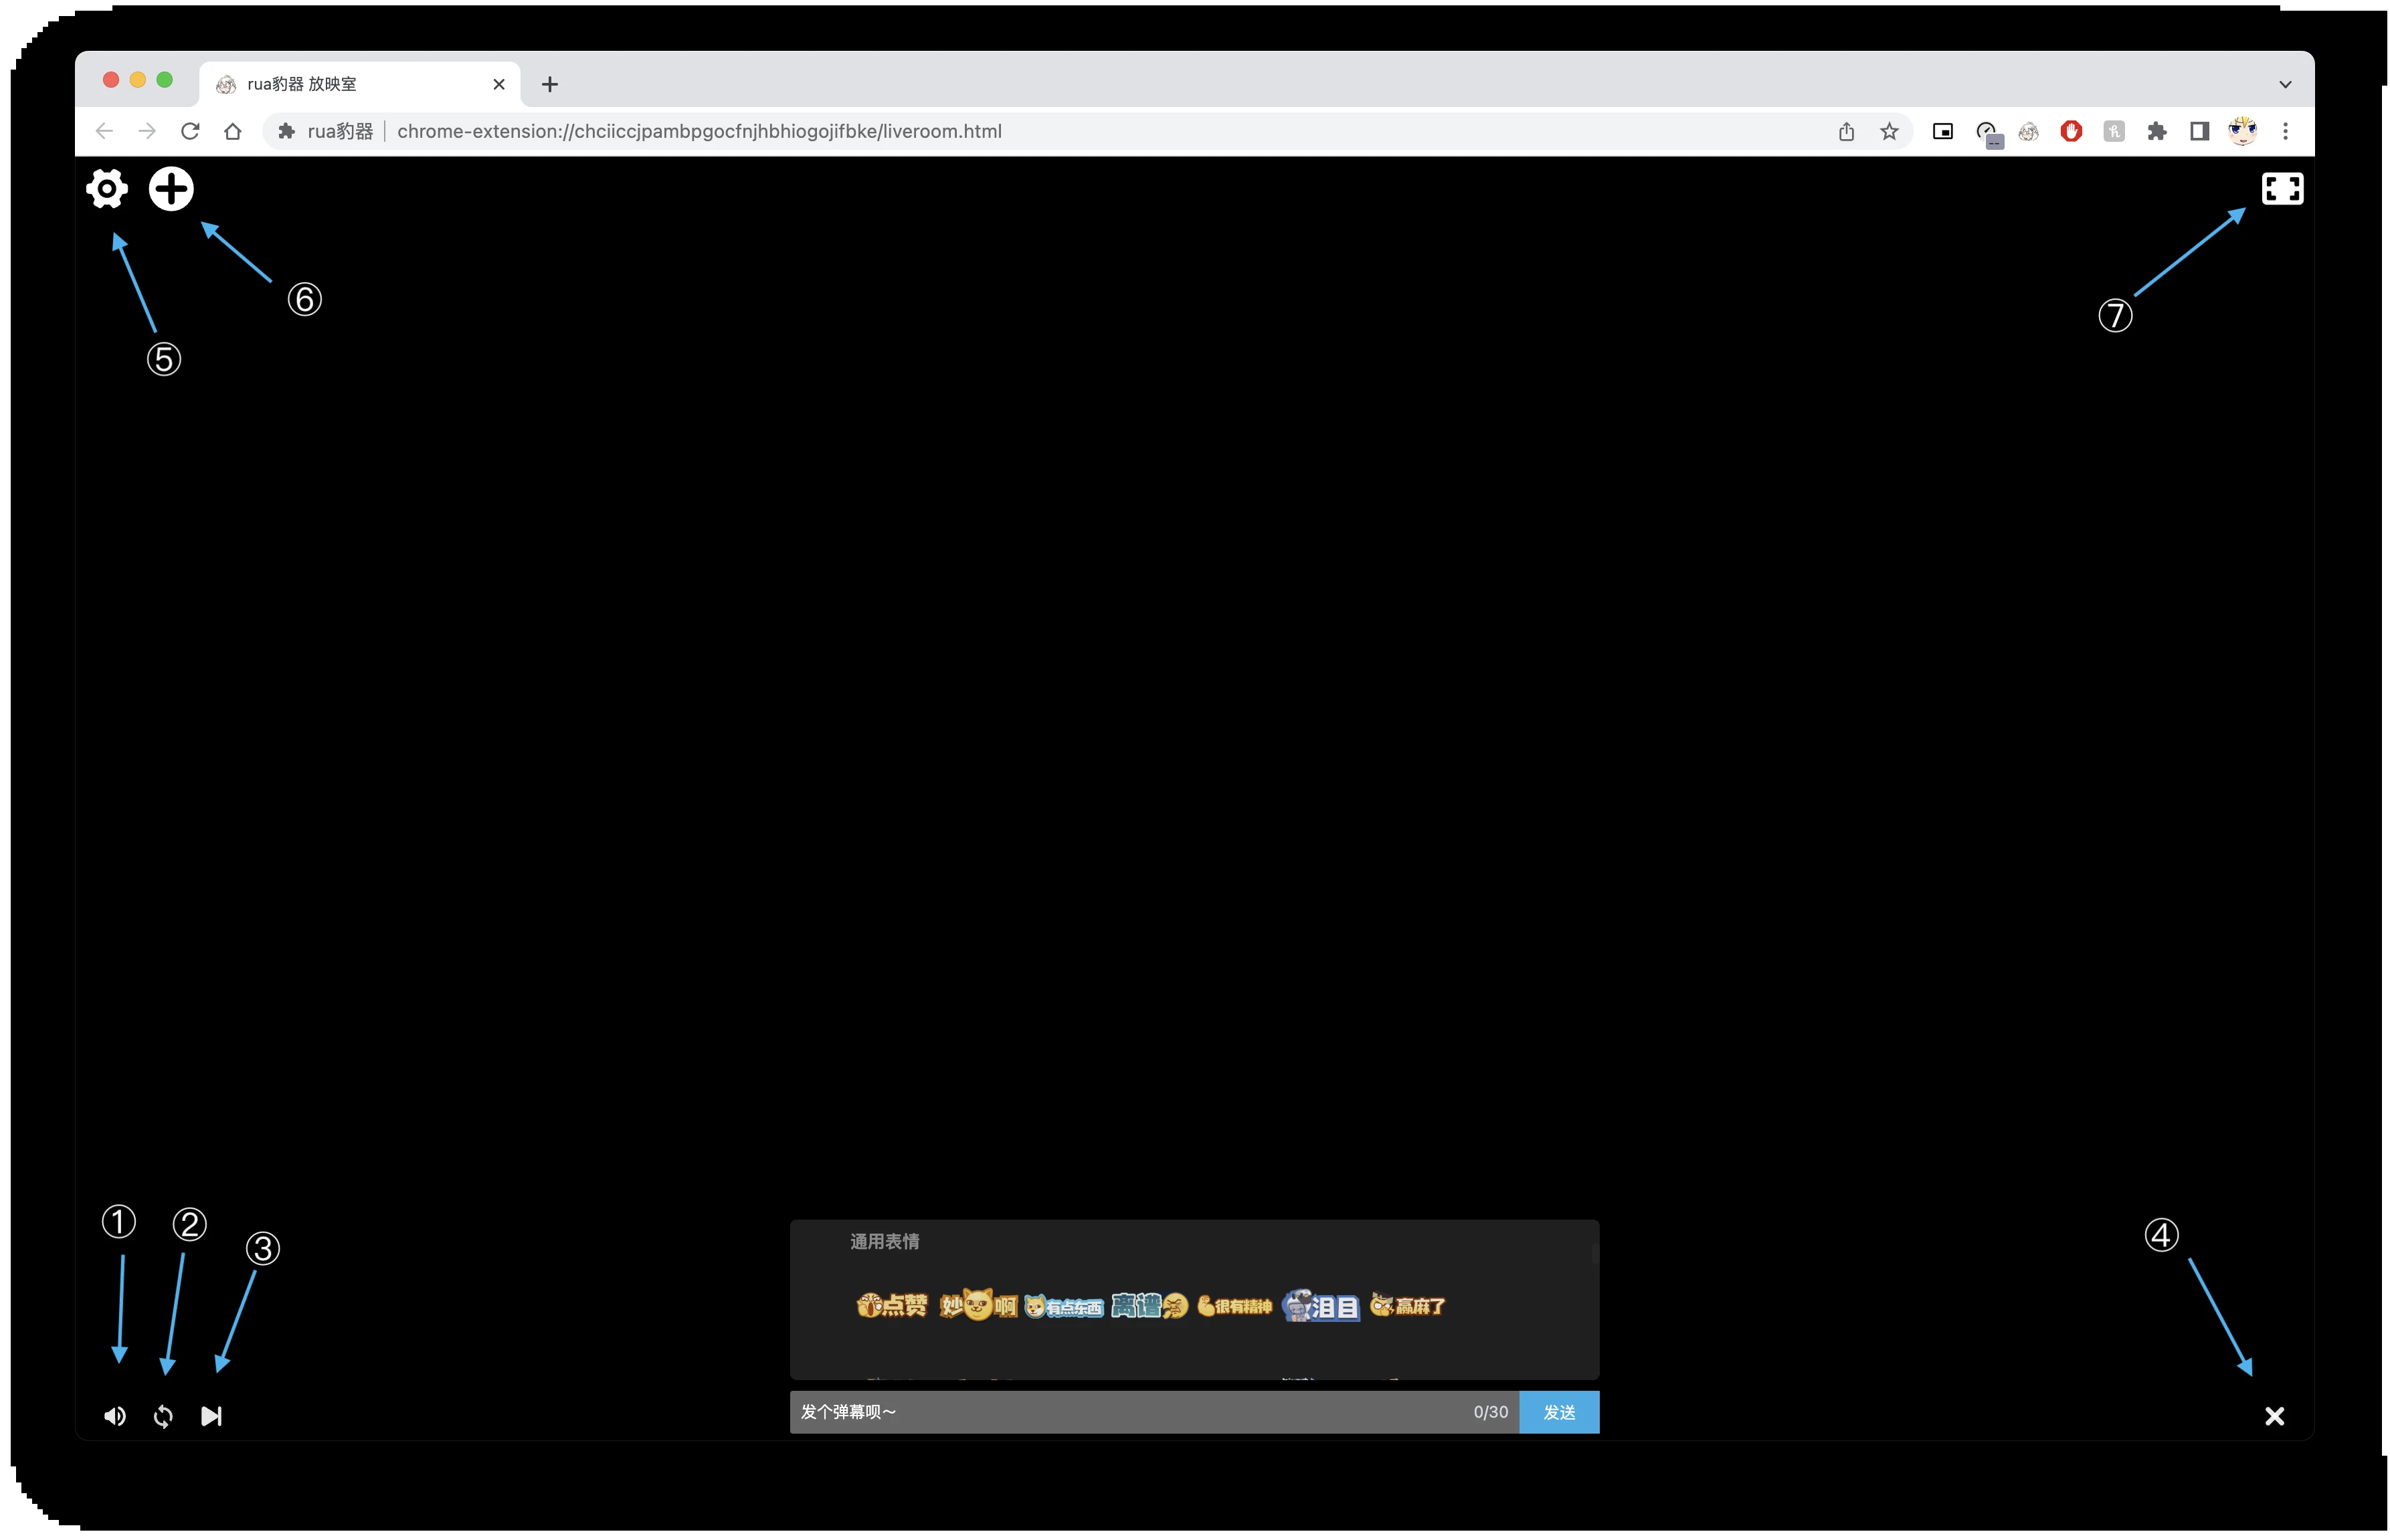 rua豹器 放映室
rua豹器 chrome-extension://chciiccjpambpgocfnjhbhiogojifbke/liveroom.html
⑥
⑦
⑤
①
②
③
④
通用表情
点赞 妙啊 有点东西 离谱 很有精神 泪目 赢麻了
发个弹幕呗~ 0/30 发送